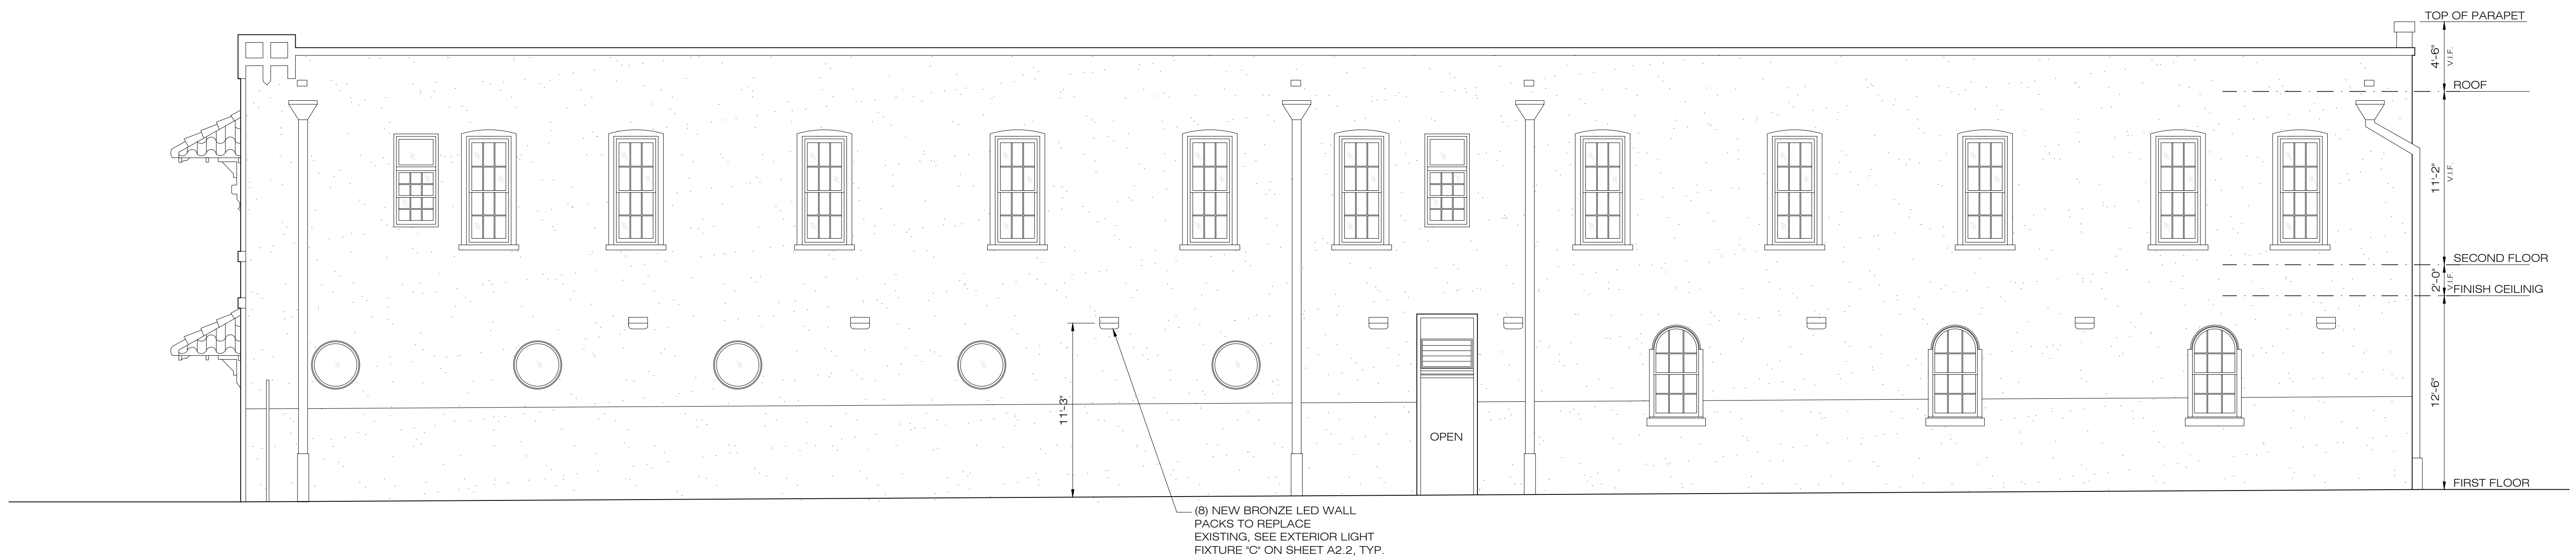 TOP OF PARAPET
4'-6"
V.I.F.
ROOF
11'-2"
V.I.F.
SECOND FLOOR
2'-0"
V.I.F.
FINISH CEILINIG
12'-6"
11'-3"
OPEN
FIRST FLOOR
(8) NEW BRONZE LED WALL
PACKS TO REPLACE
EXISTING, SEE EXTERIOR LIGHT
FIXTURE "C" ON SHEET A2.2, TYP.